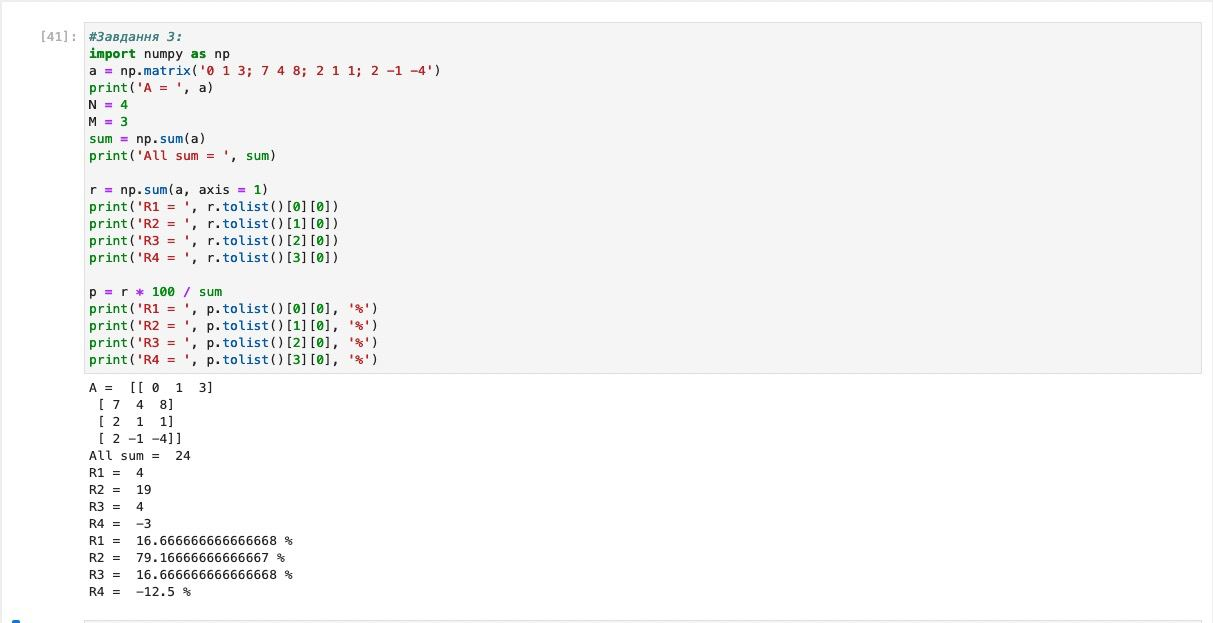 [41]: #Завдання 3:
import numpy as np
a = np.matrix('0 1 3; 7 4 8; 2 1 1; 2 -1 -4')
print('A = ', a)
N = 4
M = 3
sum = np.sum(a)
print('All sum = ', sum)
r = np.sum(a, axis = 1)
print('R1 = ', r.tolist()[0][0])
print('R2 = ', r.tolist()[1][0])
print('R3 = ', r.tolist()[2][0])
print('R4 = ', r.tolist()[3][0])
p = r * 100 / sum
print('R1 = ', p.tolist()[0][0], '%')
print('R2 = ', p.tolist()[1][0], '%')
print('R3 = ', p.tolist()[2][0], '%')
print('R4 = ', p.tolist()[3][0], '%')
A =  [[ 0  1  3]
 [ 7  4  8]
 [ 2  1  1]
 [ 2 -1 -4]]
All sum =  24
R1 =  4
R2 =  19
R3 =  4
R4 =  -3
R1 =  16.666666666666668 %
R2 =  79.16666666666667 %
R3 =  16.666666666666668 %
R4 =  -12.5 %